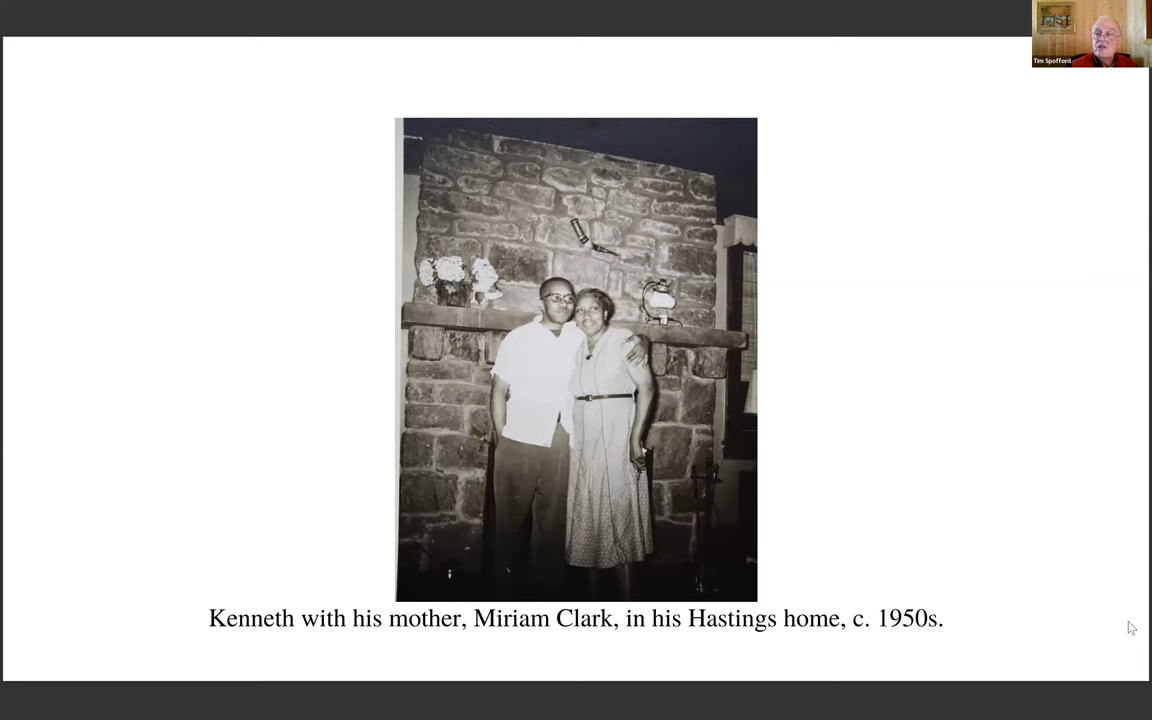 Tim Spofford
Kenneth with his mother, Miriam Clark, in his Hastings home, c. 1950s.